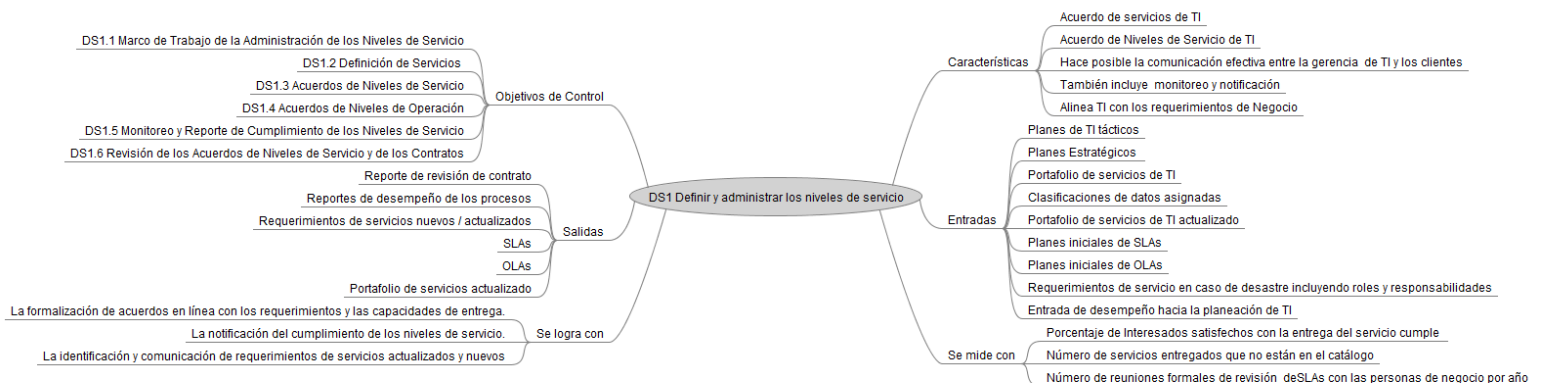 DS1 Definir y administrar los niveles de servicio
Objetivos de Control
DS1.1 Marco de Trabajo de la Administración de los Niveles de Servicio
DS1.2 Definición de Servicios
DS1.3 Acuerdos de Niveles de Servicio
DS1.4 Acuerdos de Niveles de Operación
DS1.5 Monitoreo y Reporte de Cumplimiento de los Niveles de Servicio
DS1.6 Revisión de los Acuerdos de Niveles de Servicio y de los Contratos
Salidas
Reporte de revisión de contrato
Reportes de desempeño de los procesos
Requerimientos de servicios nuevos / actualizados
SLAs
OLAs
Portafolio de servicios actualizado
Se logra con
La formalización de acuerdos en línea con los requerimientos y las capacidades de entrega.
La notificación del cumplimiento de los niveles de servicio.
La identificación y comunicación de requerimientos de servicios actualizados y nuevos
Características
Acuerdo de servicios de TI
Acuerdo de Niveles de Servicio de TI
Hace posible la comunicación efectiva entre la gerencia de TI y los clientes
También incluye monitoreo y notificación
Alinea TI con los requerimientos de Negocio
Entradas
Planes de TI tácticos
Planes Estratégicos
Portafolio de servicios de TI
Clasificaciones de datos asignadas
Portafolio de servicios de TI actualizado
Planes iniciales de SLAs
Planes iniciales de OLAs
Requerimientos de servicio en caso de desastre incluyendo roles y responsabilidades
Entrada de desempeño hacia la planeación de TI
Se mide con
Porcentaje de Interesados satisfechos con la entrega del servicio cumple
Número de servicios entregados que no están en el catálogo
Número de reuniones formales de revisión deSLAs con las personas de negocio por año